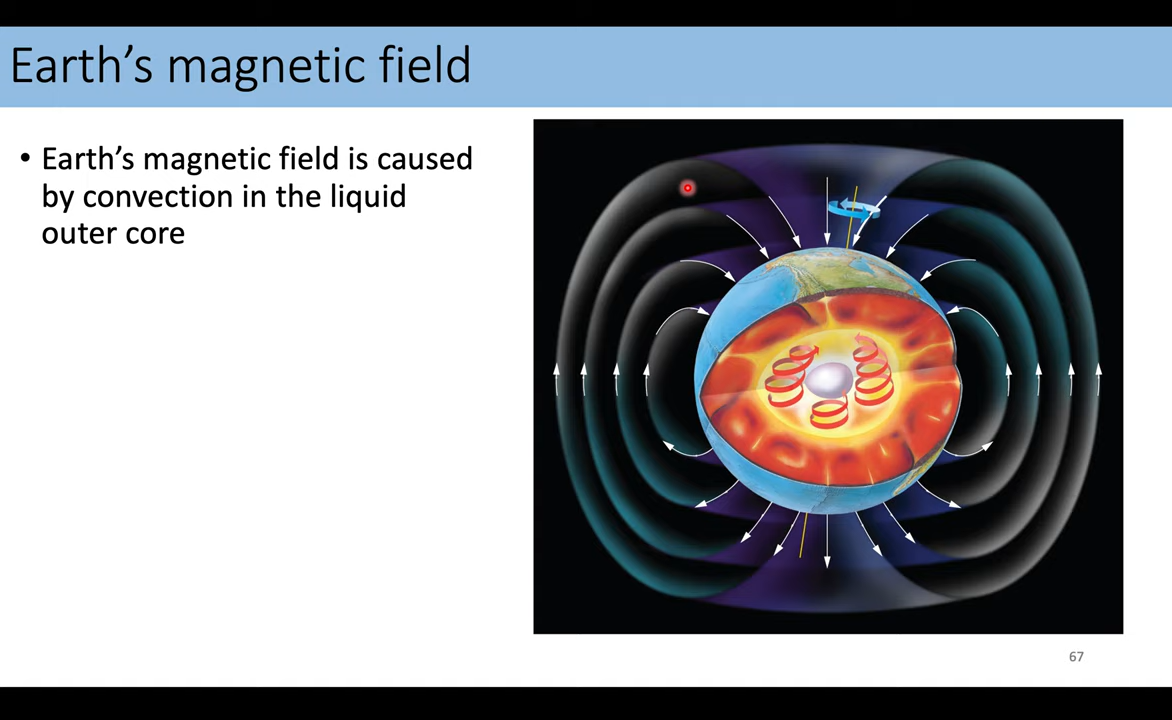 Earth’s magnetic field
• Earth’s magnetic field is caused
by convection in the liquid
outer core
67